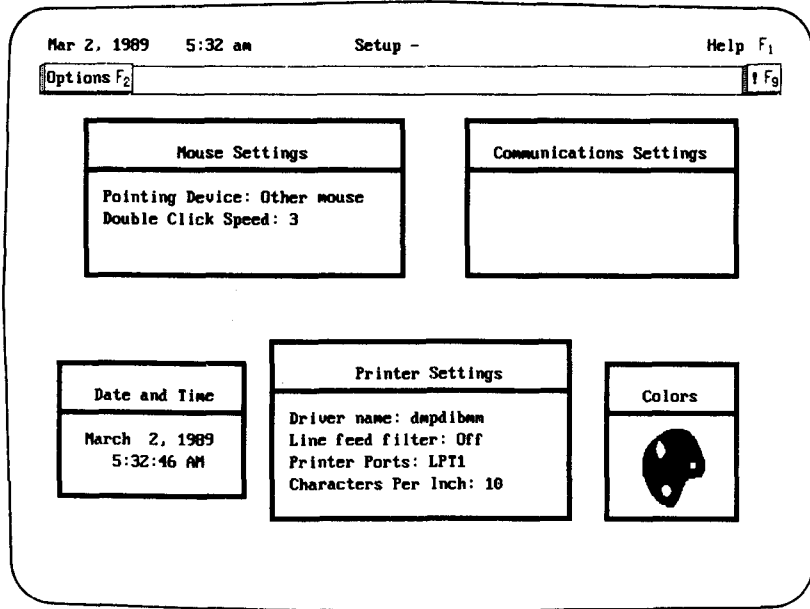 Mar 2, 1989 5:32 am Setup - Help F1
Options F2 ! F9
Mouse Settings
Pointing Device: Other mouse
Double Click Speed: 3
Communications Settings
Date and Time
March 2, 1989
5:32:46 AM
Printer Settings
Driver name: dmpdibmm
Line feed filter: Off
Printer Ports: LPT1
Characters Per Inch: 10
Colors